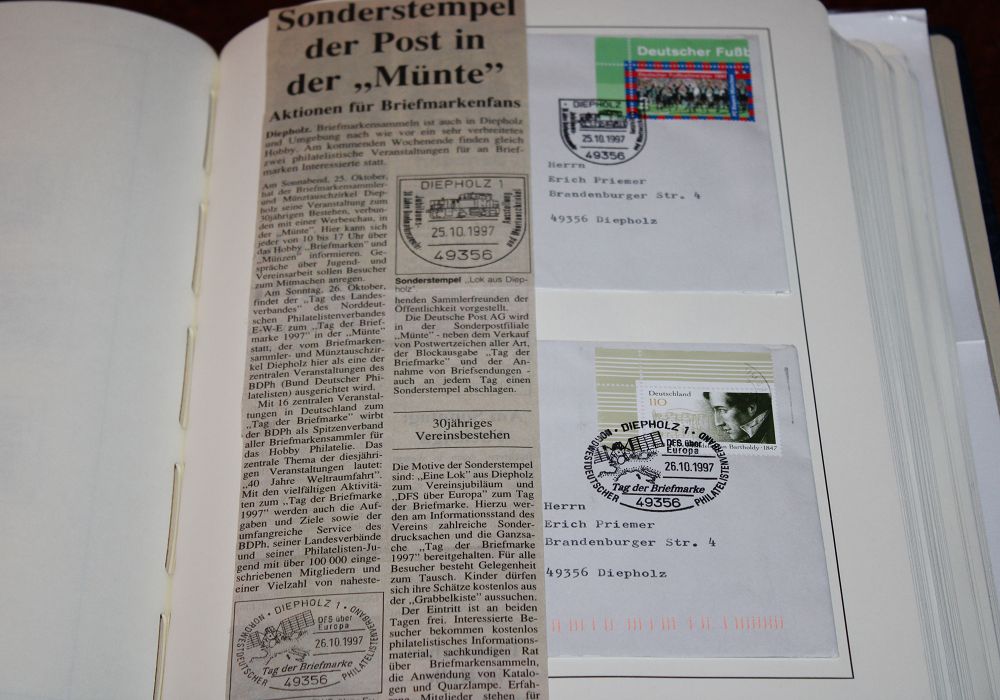 Sonderstempel
der Post in
der „Münte”
Aktionen für Briefmarkenfans
Diepholz. Briefmarkensammeln ist auch in Diepholz
und Umgebung nach wie vor ein sehr verbreitetes
Hobby. Am kommenden Wochenende finden gleich
zwei philatelistische Veranstaltungen für an Brief-
marken Interessierte statt.
Am Sonnabend, 25. Oktober,
hat der Briefmarkensammler-
und Münztauschzirkel Diep-
holz seine Veranstaltung zum
30jährigen Bestehen, verbun-
den mit einer Werbeschau, in
der „Münte”. Hier kann sich
jeder von 10 bis 17 Uhr über
das Hobby „Briefmarken” und
„Münzen” informieren. Ge-
spräche über Jugend- und
Vereinsarbeit sollen Besucher
zum Mitmachen anregen.
Am Sonntag, 26. Oktober,
findet der „Tag des Landes-
verbandes” des Norddeut-
schen Philatelistenverbandes
E-W-E zum „Tag der Brief-
marke 1997” in der „Münte”
statt, der vom Briefmarken-
sammler- und Münztauschzir-
kel Diepholz hier als eine der
zentralen Veranstaltungen des
BDPh (Bund Deutscher Phi-
latelisten) ausgerichtet wird.
Mit 16 zentralen Veranstal-
tungen in Deutschland zum
„Tag der Briefmarke” wirbt
der BDPh als Spitzenverband
aller Briefmarkensammler für
das Hobby Philatelie. Das
zentrale Thema der diesjähri-
gen Veranstaltungen lautet:
„40 Jahre Weltraumfahrt”.
Mit den vielfältigen Aktivitä-
ten zum „Tag der Briefmarke
1997” werden auch die Auf-
gaben und Ziele sowie der
umfangreiche Service des
BDPh, seiner Landesverbände
und seiner Philatelisten-Ju-
gend mit über 100 000 einge-
schriebenen Mitgliedern und
einer Vielzahl von naheste-
DIEPHOLZ 1
DFS über
Europa
26.10.1997
Tag der Briefmarke
49356
NORDWESTDEUTSCHER
PHILATELISTENVERBAND
DIEPHOLZ 1
30 Jahre
Jubiläums-
Ausstellung
25.10.1997
49356
Sonderstempel „Lok aus Diep-
holz”.
henden Sammlerfreunden der
Öffentlichkeit vorgestellt.
Die Deutsche Post AG wird
in der Sonderpostfiliale
„Münte” - neben dem Verkauf
von Postwertzeichen aller Art,
der Blockausgabe „Tag der
Briefmarke” und der An-
nahme von Briefsendungen -
auch an jedem Tag einen
Sonderstempel abschlagen.
30jähriges
Vereinsbestehen
Die Motive der Sonderstempel
sind: „Eine Lok” aus Diepholz
zum Vereinsjubiläum und
„DFS über Europa” zum Tag
der Briefmarke. Hierzu wer-
den am Informationsstand des
Vereins zahlreiche Sonder-
drucksachen und die Ganzsa-
che „Tag der Briefmarke
1997” bereitgehalten. Für alle
Besucher besteht Gelegenheit
zum Tausch. Kinder dürfen
sich ihre Schätze kostenlos aus
der „Grabbelkiste” aussuchen.
Der Eintritt ist an beiden
Tagen frei. Interessierte Be-
sucher bekommen kostenlos
philatelistisches Informations-
material, sachkundigen Rat
über Briefmarkensammeln,
die Anwendung von Katalo-
gen und Quarzlampe. Erfah-
rene Mitglieder stehen für
Deutscher Fußb
DIEPHOLZ
25.10.1997
49356
Herrn
Erich Priemer
Brandenburger Str. 4
49356 Diepholz
Deutschland
110
Bartholdy · 1847
DIEPHOLZ 1
DFS über
Europa
26.10.1997
Tag der Briefmarke
49356
NORDWESTDEUTSCHER
PHILATELISTENVERBAND
Herrn
Erich Priemer
Brandenburger Str. 4
49356 Diepholz